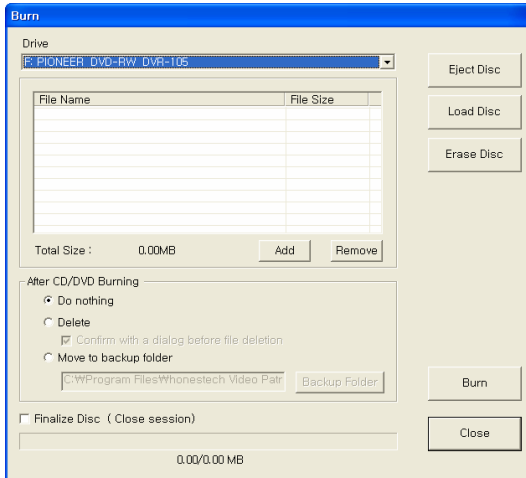 Burn
Drive
F: PIONEER DVD-RW DVR-105
Eject Disc
File Name File Size
Load Disc
Erase Disc
Total Size : 0.00MB Add Remove
After CD/DVD Burning
Do nothing
Delete
Confirm with a dialog before file deletion
Move to backup folder
C:₩Program Files₩honestech Video Patr Backup Folder
Burn
Finalize Disc ( Close session)
Close
0.00/0.00 MB